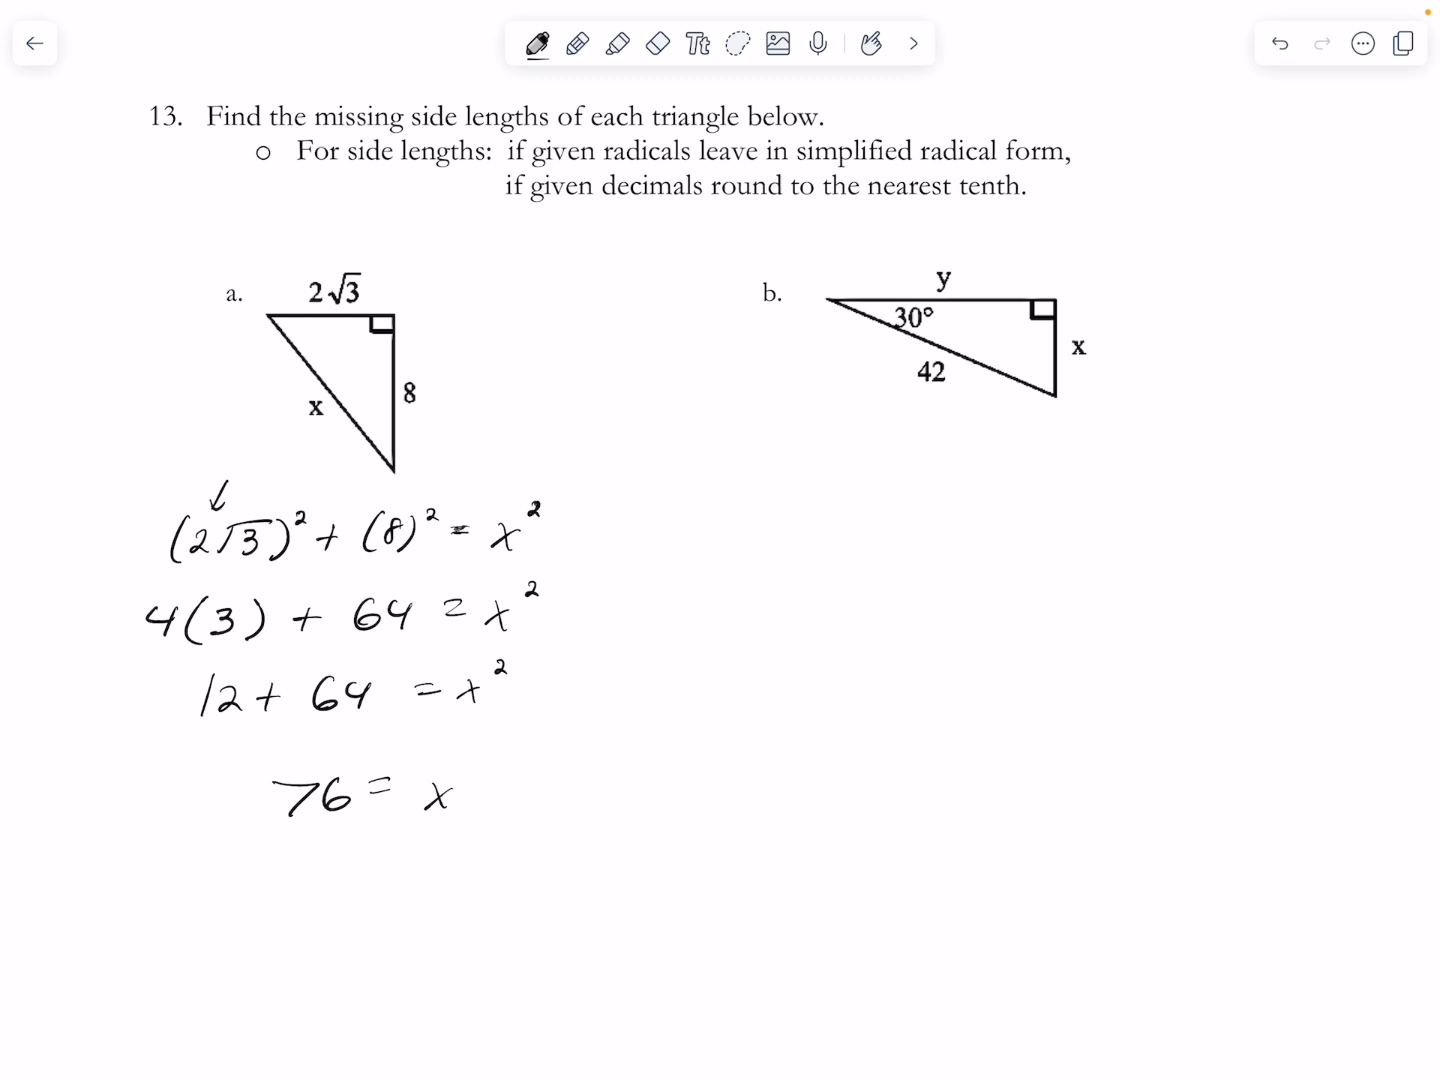 Tt
13. Find the missing side lengths of each triangle below.
o For side lengths: if given radicals leave in simplified radical form,
if given decimals round to the nearest tenth.
a.
2√3
8
x
b.
y
30°
x
42
(2√3)² + (8)² = x²
4(3) + 64 = x²
12 + 64 = x²
76 = x